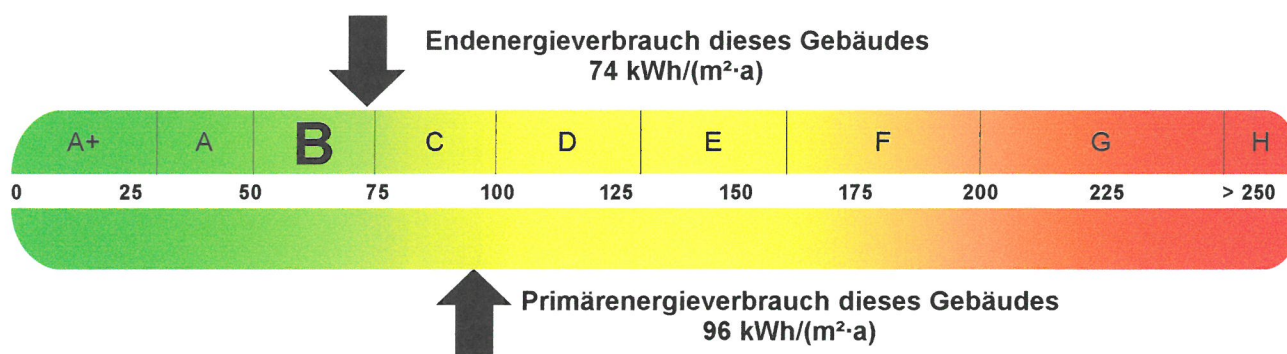 Endenergieverbrauch dieses Gebäudes
74 kWh/(m²·a)
A+ A B C D E F G H
0 25 50 75 100 125 150 175 200 225 > 250
Primärenergieverbrauch dieses Gebäudes
96 kWh/(m²·a)